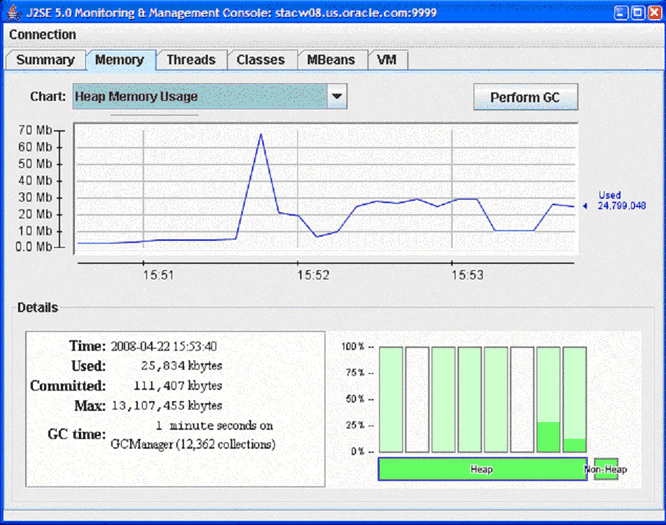 J2SE 5.0 Monitoring & Management Console: stacw08.us.oracle.com:9999
Connection
Summary Memory Threads Classes MBeans VM
Chart: Heap Memory Usage Perform GC
70 Mb
60 Mb
50 Mb
40 Mb
30 Mb
20 Mb
10 Mb
0.0 Mb
Used
24,799,048
15:51 15:52 15:53
Details
Time: 2008-04-22 15:53:40
Used: 25,834 kbytes
Committed: 111,407 kbytes
Max: 13,107,455 kbytes
GC time: 1 minute seconds on
GCManager (12,362 collections)
100% --
75% --
50% --
25% --
0% --
Heap Non-Heap